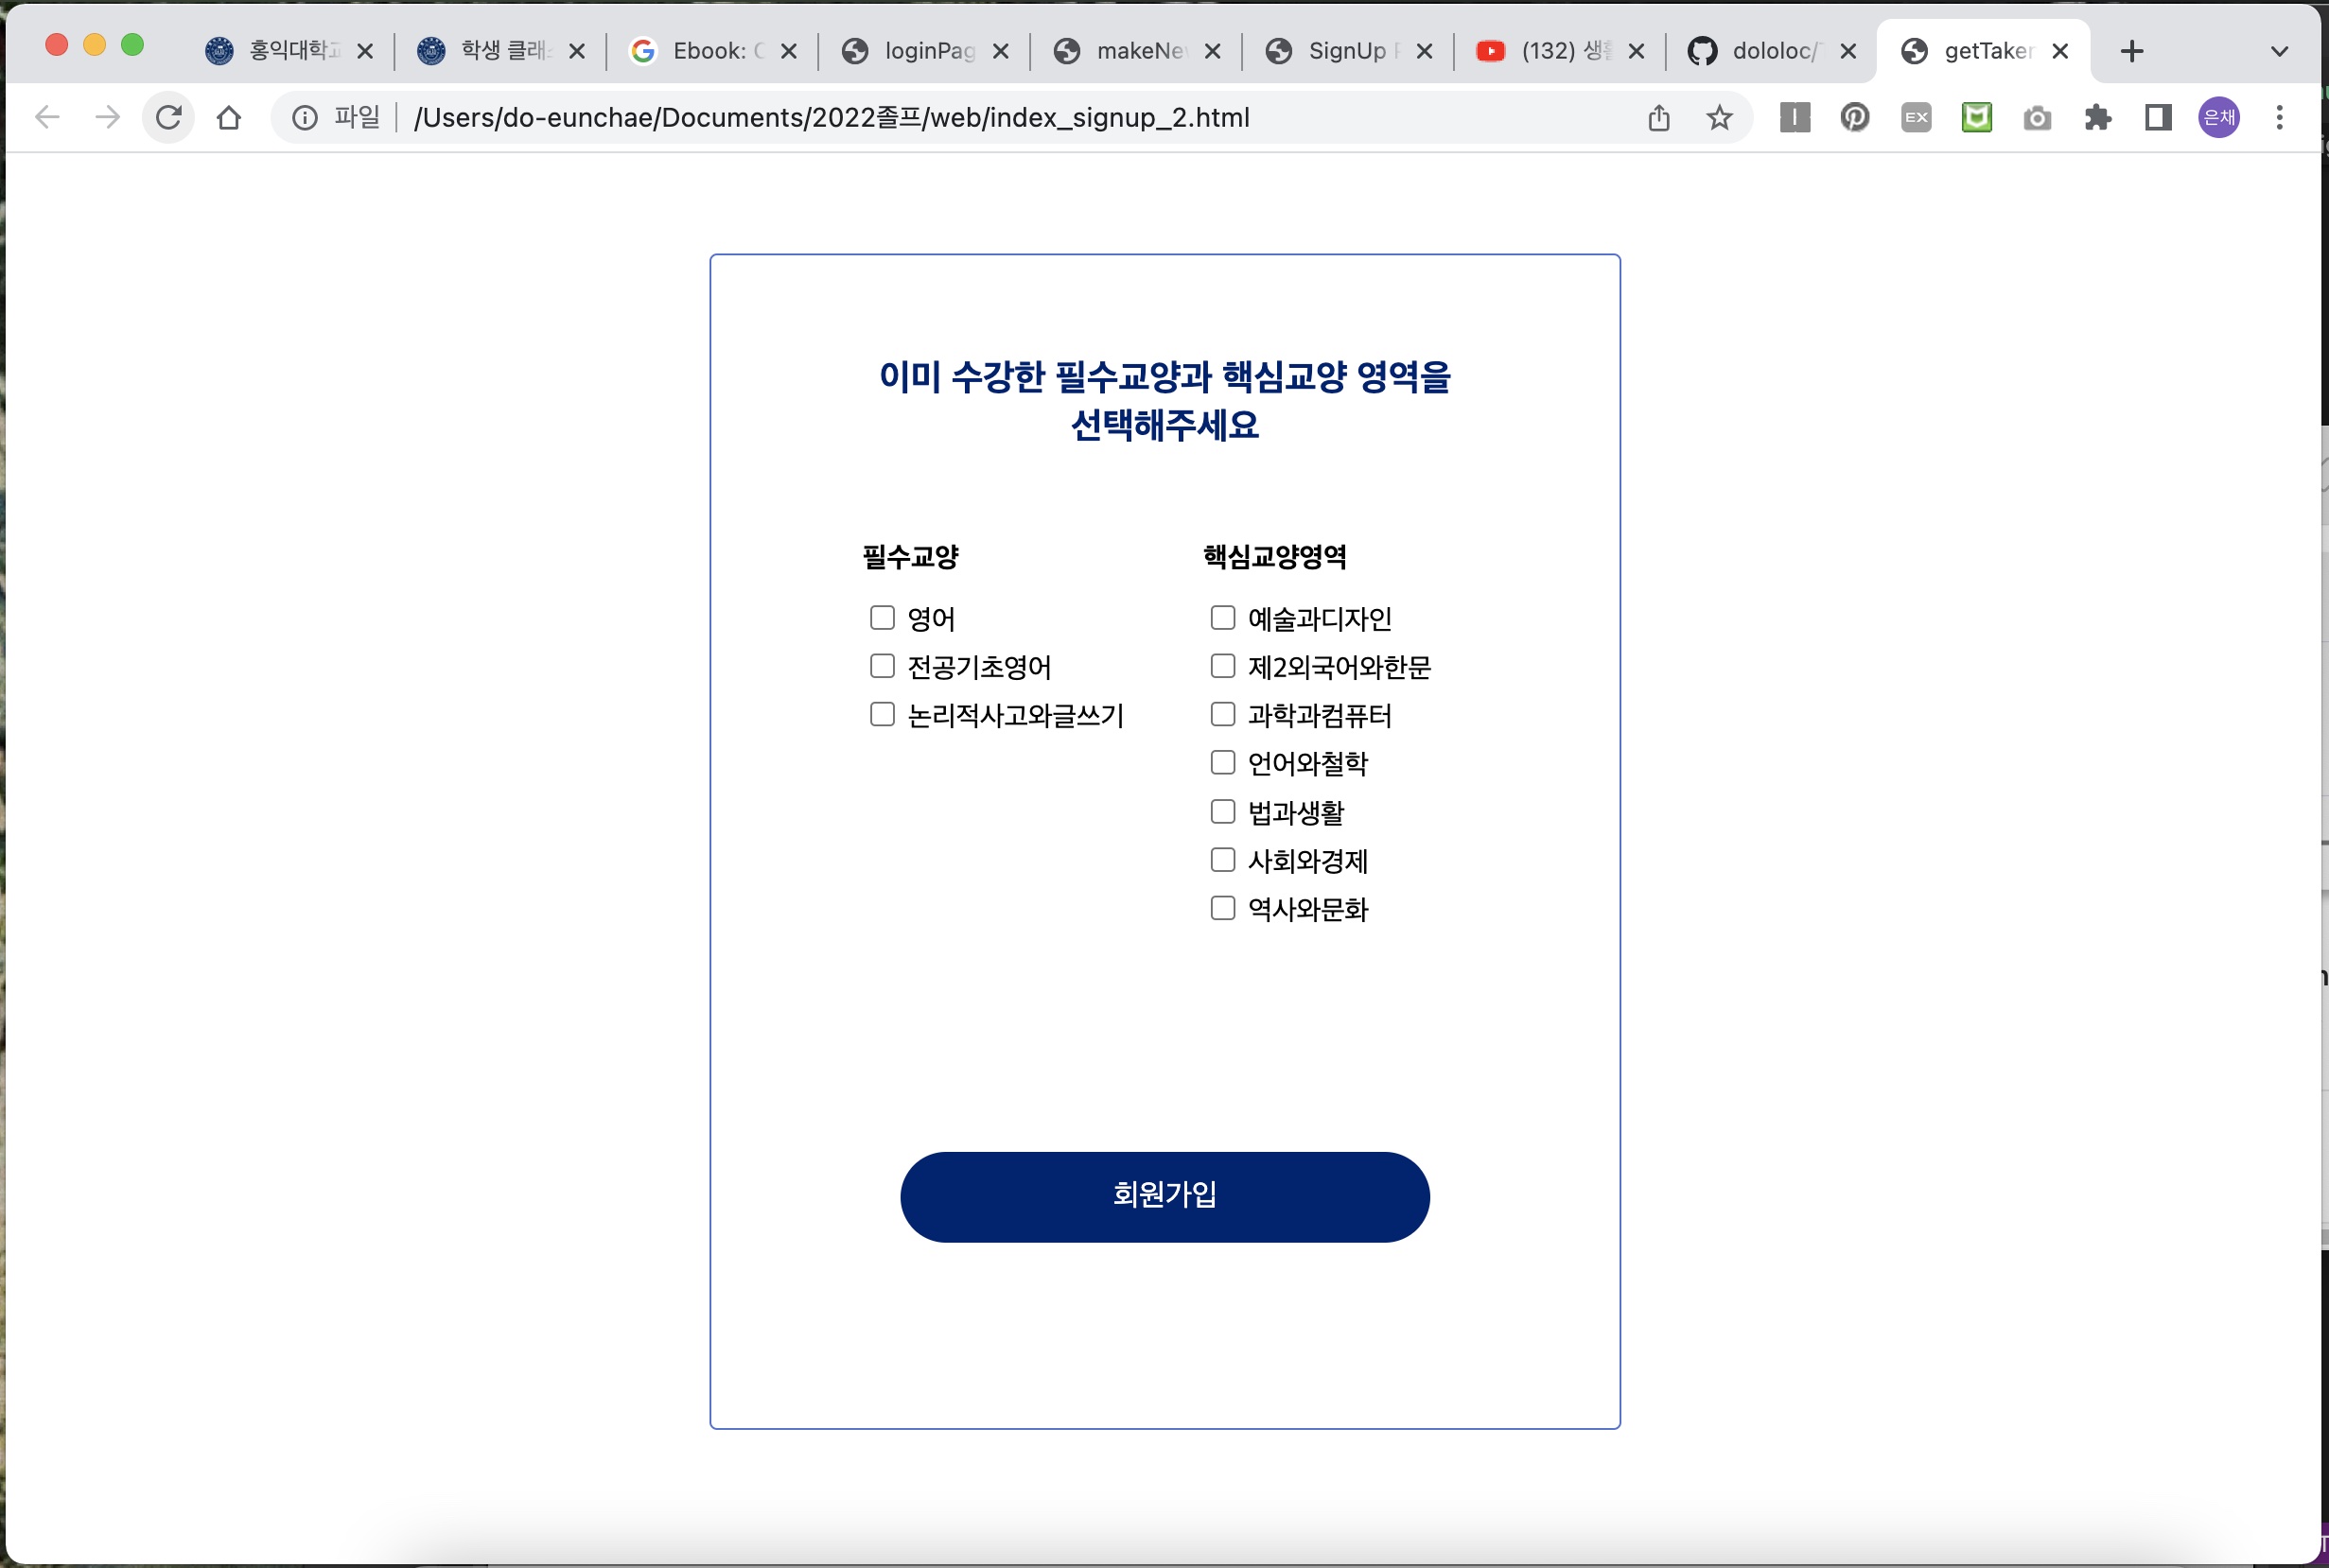 홍익대학교
학생 클래
Ebook:
loginPag
makeNe
SignUp
(132) 생활
dololoc/
getTaken
파일
/Users/do-eunchae/Documents/2022졸프/web/index_signup_2.html
EX
은채
이미 수강한 필수교양과 핵심교양 영역을
선택해주세요
필수교양
영어
전공기초영어
논리적사고와글쓰기
핵심교양영역
예술과디자인
제2외국어와한문
과학과컴퓨터
언어와철학
법과생활
사회와경제
역사와문화
회원가입